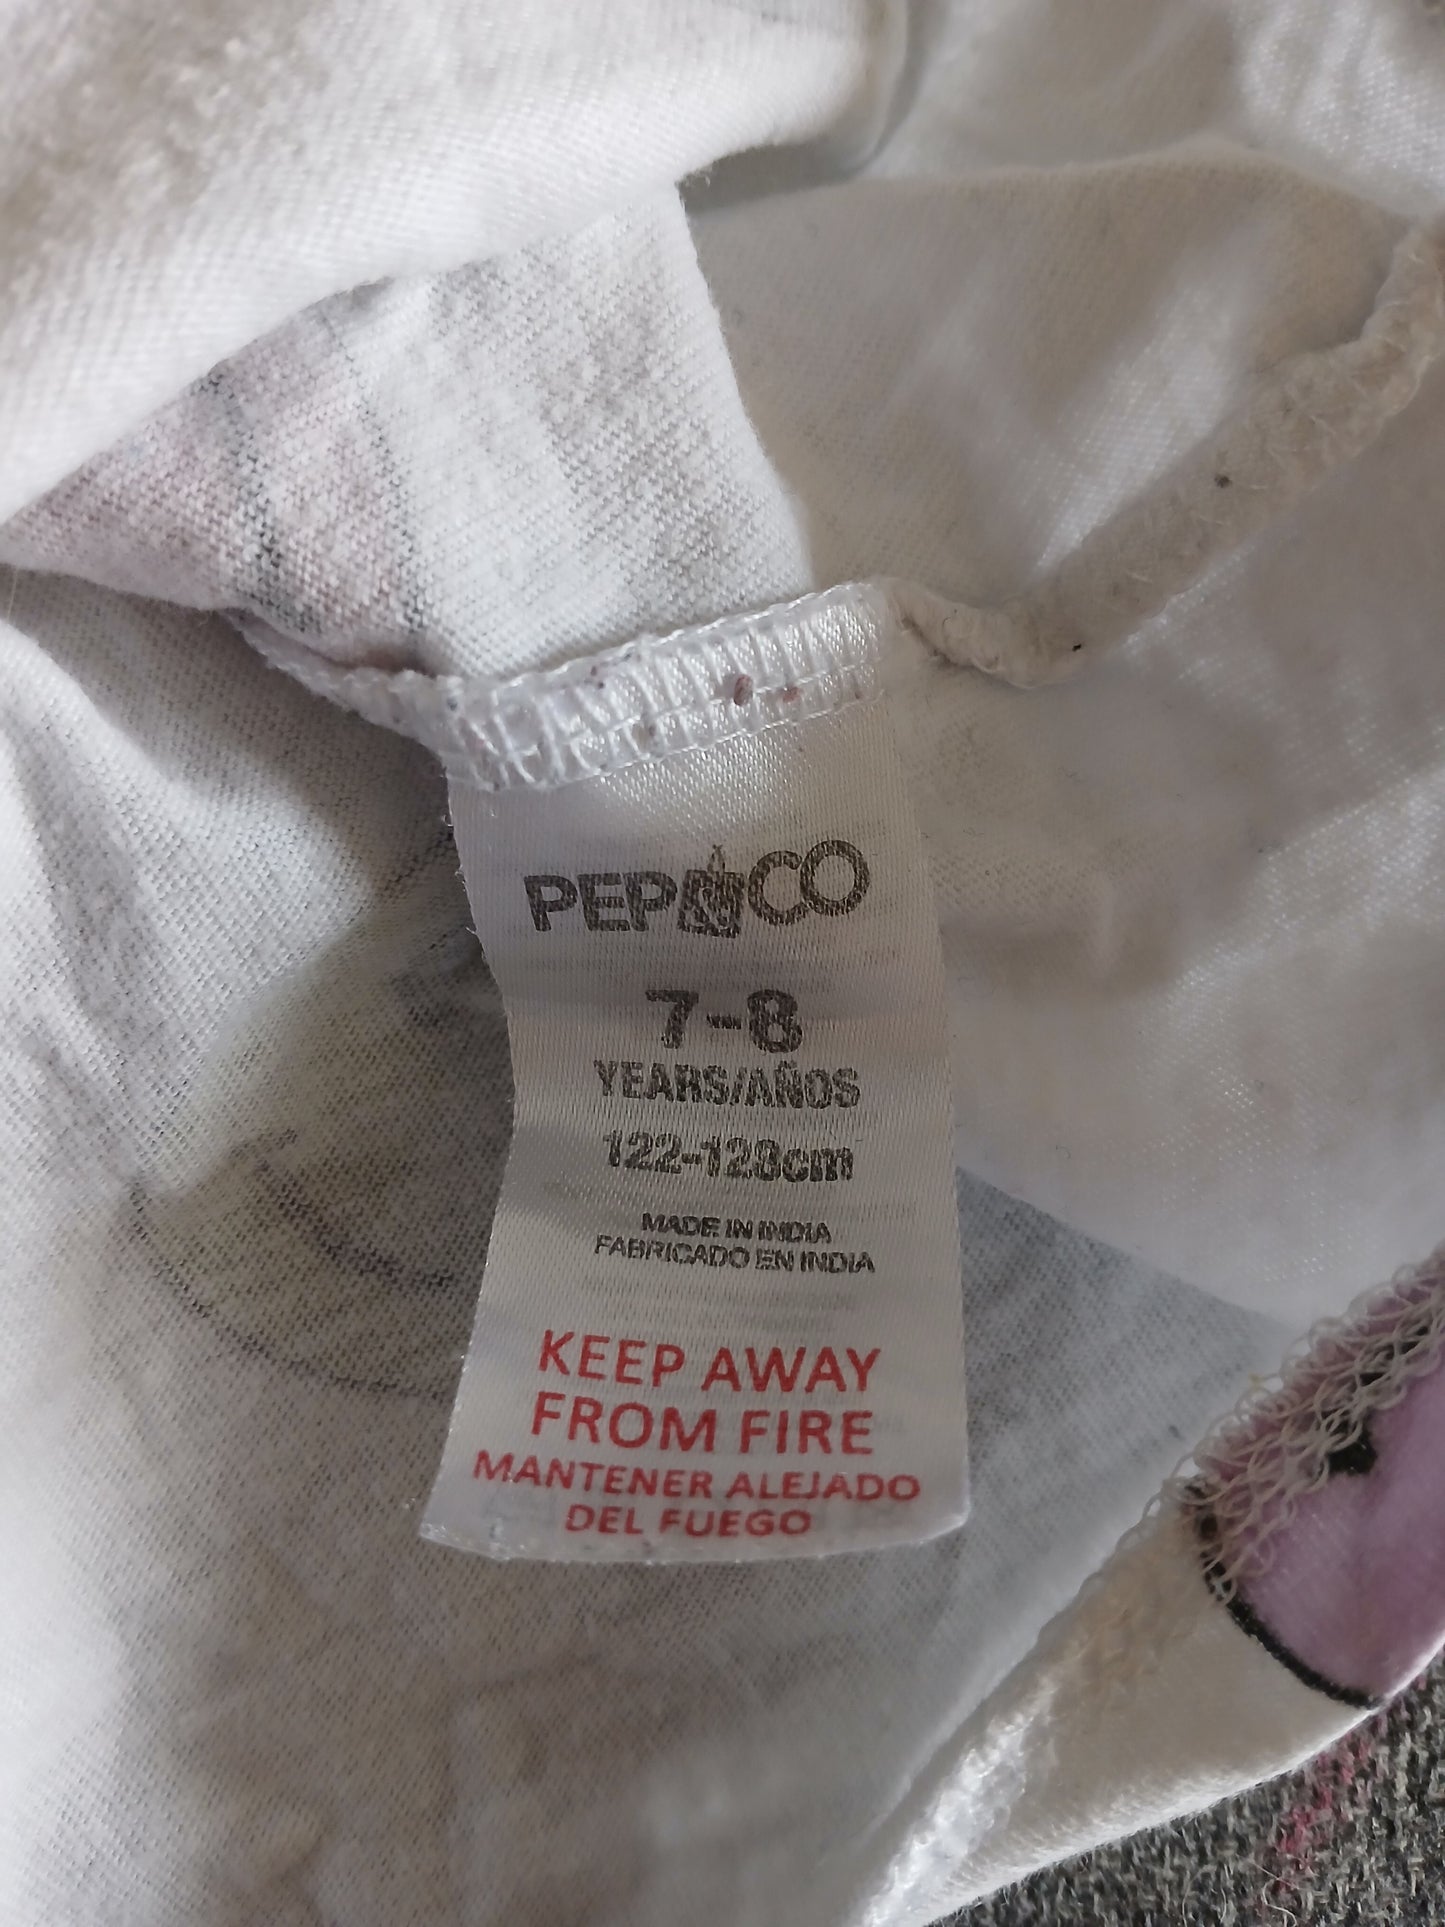 PEP&CO
7-8
YEARS/AÑOS
122-128cm
MADE IN INDIA
FABRICADO EN INDIA
KEEP AWAY
FROM FIRE
MANTENER ALEJADO
DEL FUEGO